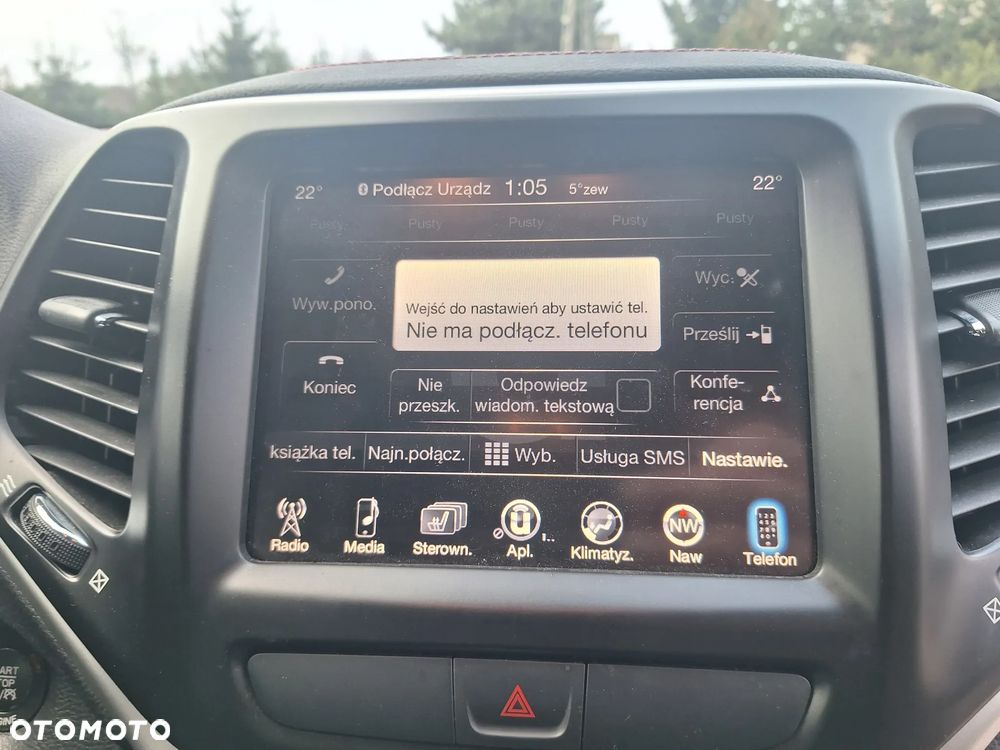 22° Podłącz Urządz 1:05 5°zew 22°
Pusty Pusty Pusty Pusty Pusty
Wyw.pono.
Wejść do nastawień aby ustawić tel.
Nie ma podłącz. telefonu
Wyc.
Prześlij
Koniec
Nie
przeszk.
Odpowiedz
wiadom. tekstową
Konfe-
rencja
książka tel. Najn.połącz. Wyb. Usługa SMS Nastawie.
NW
Radio Media Sterown. Apl. Klimatyz. Naw Telefon
OTOMOTO